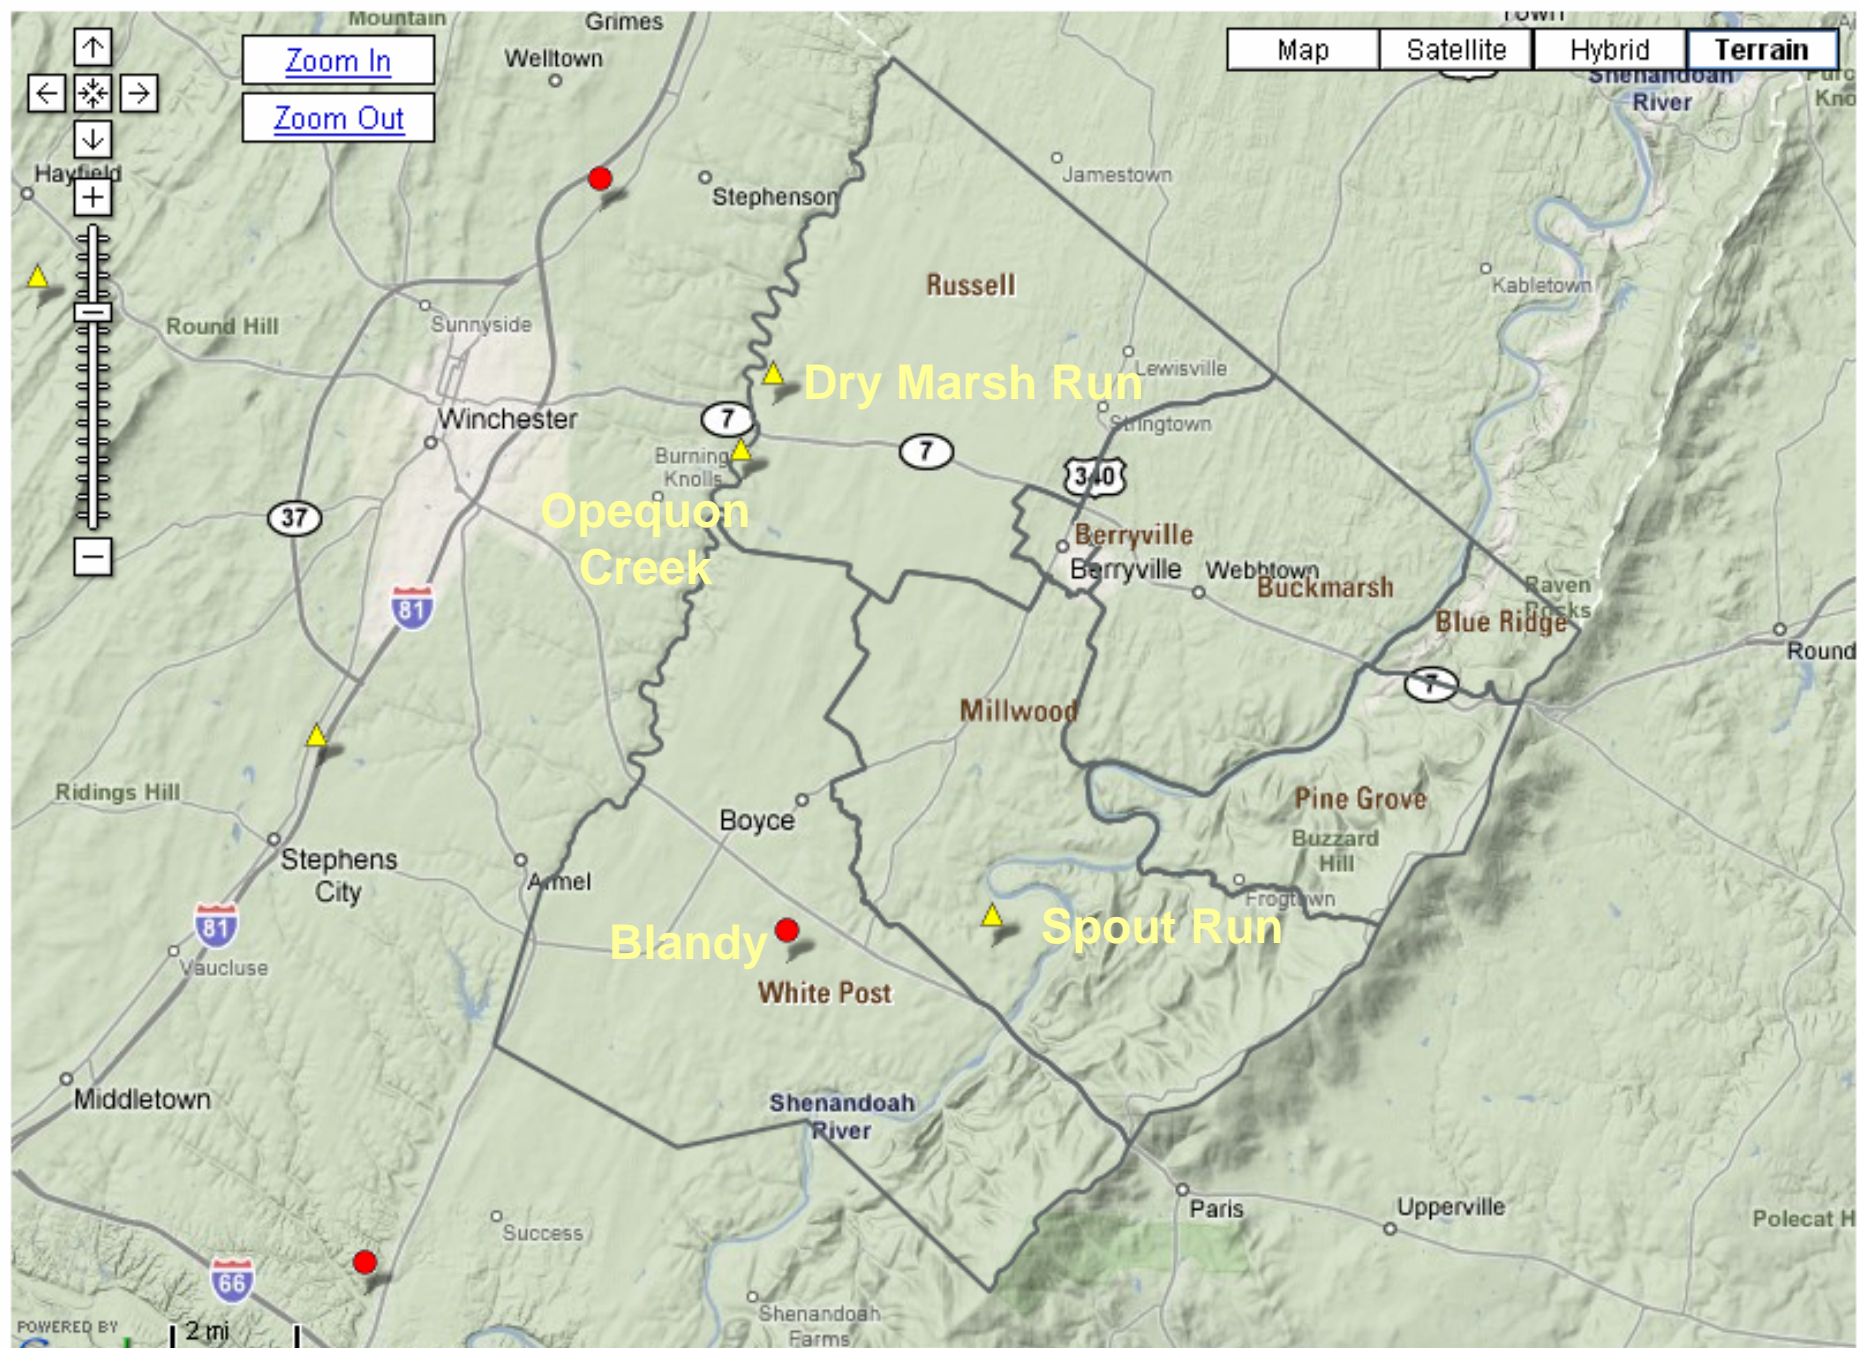 Mountain
Grimes
Welltown
Zoom In
Zoom Out
Map
Satellite
Hybrid
Terrain
Shenandoah
River
Hayfield
Stephenson
Jamestown
Russell
Kabletown
Round Hill
Sunnyside
Dry Marsh Run
Lewisville
Winchester
7
7
Stringtown
Burning
Knolls
340
37
Opequon
Creek
Berryville
Berryville
Webbtown
Buckmarsh
Raven
Rocks
Blue Ridge
81
Round
7
Millwood
Ridings Hill
Boyce
Pine Grove
Buzzard
Hill
Stephens
City
Armel
Frogtown
81
Blandy
Spout Run
Vaucluse
White Post
Middletown
Shenandoah
River
Paris
Upperville
Polecat H
Success
66
Shenandoah
Farms
POWERED BY
2 mi